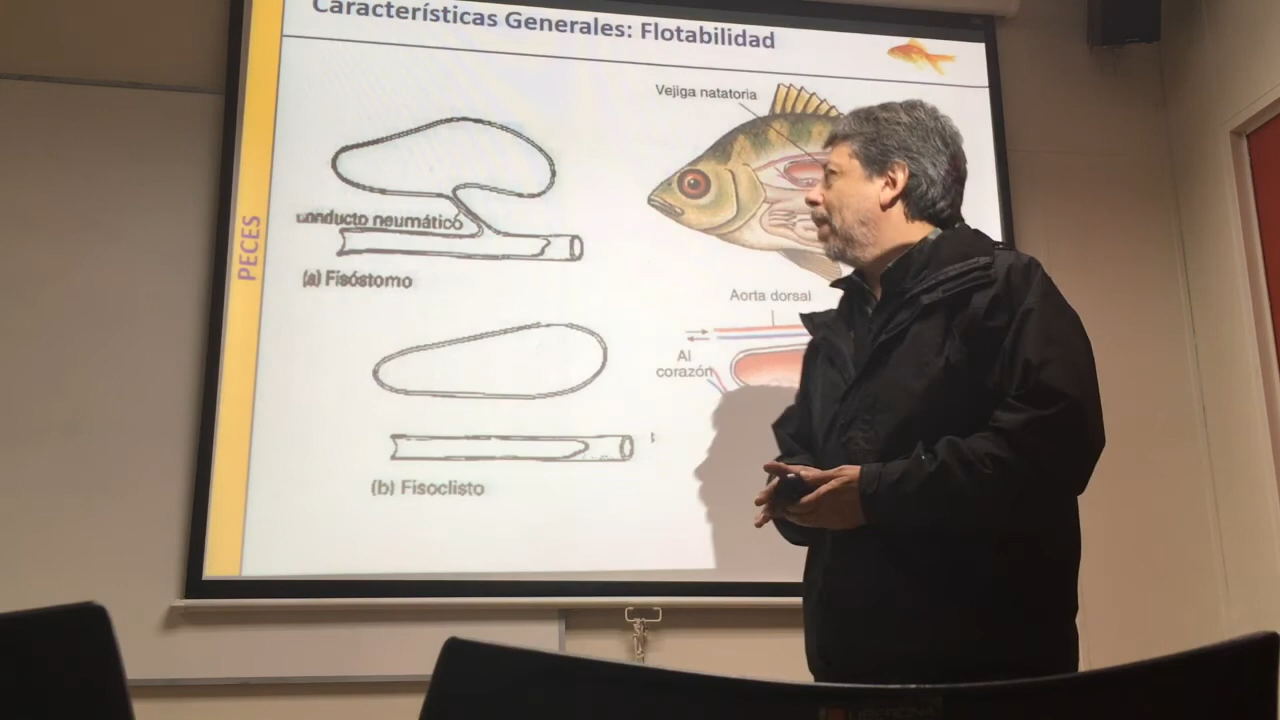 Características Generales: Flotabilidad
PECES
Vejiga natatoria
conducto neumático
(a) Fisóstomo
Aorta dorsal
Al
corazón
(b) Fisoclisto